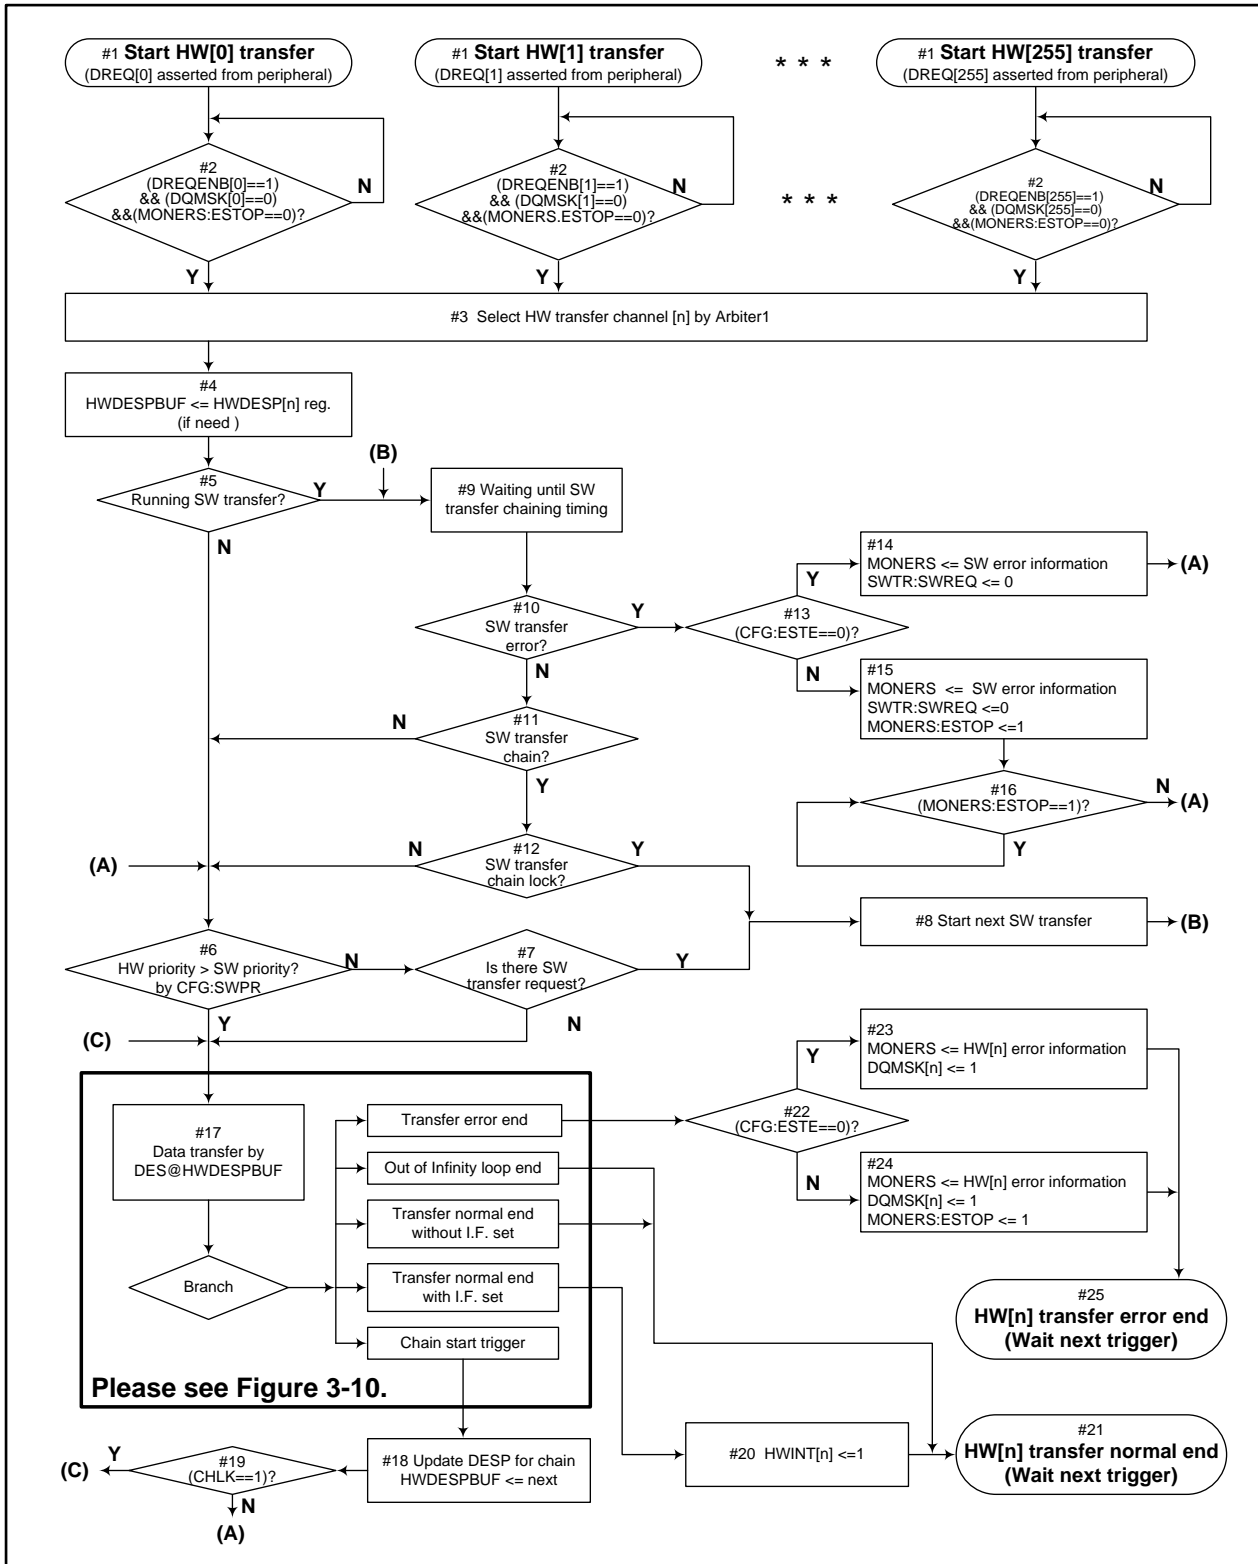 #1 Start HW[0] transfer
(DREQ[0] asserted from peripheral)
#1 Start HW[1] transfer
(DREQ[1] asserted from peripheral)
* * *
#1 Start HW[255] transfer
(DREQ[255] asserted from peripheral)
#2
(DREQENB[0]==1)
&& (DQMSK[0]==0)
&&(MONERS:ESTOP==0)?
N
Y
#2
(DREQENB[1]==1)
&& (DQMSK[1]==0)
&&(MONERS.ESTOP==0)?
N
Y
* * *
#2
(DREQENB[255]==1)
&& (DQMSK[255]==0)
&&(MONERS:ESTOP==0)?
N
Y
#3 Select HW transfer channel [n] by Arbiter1
#4
HWDESPBUF <= HWDESP[n] reg.
(if need )
(B)
#5
Running SW transfer?
Y
N
#9 Waiting until SW
transfer chaining timing
#10
SW transfer
error?
Y
N
#13
(CFG:ESTE==0)?
Y
N
#14
MONERS <= SW error information
SWTR:SWREQ <= 0
(A)
#15
MONERS <= SW error information
SWTR:SWREQ <=0
MONERS:ESTOP <=1
#11
SW transfer
chain?
N
Y
#16
(MONERS:ESTOP==1)?
N
(A)
Y
(A)
#12
SW transfer
chain lock?
N
Y
#8 Start next SW transfer
(B)
#6
HW priority > SW priority?
by CFG:SWPR
N
Y
#7
Is there SW
transfer request?
Y
N
(C)
#17
Data transfer by
DES@HWDESPBUF
Branch
Transfer error end
Out of Infinity loop end
Transfer normal end
without I.F. set
Transfer normal end
with I.F. set
Chain start trigger
Please see Figure 3-10.
#22
(CFG:ESTE==0)?
Y
N
#23
MONERS <= HW[n] error information
DQMSK[n] <= 1
#24
MONERS <= HW[n] error information
DQMSK[n] <= 1
MONERS:ESTOP <= 1
#25
HW[n] transfer error end
(Wait next trigger)
(C)
Y
#19
(CHLK==1)?
N
(A)
#18 Update DESP for chain
HWDESPBUF <= next
#20 HWINT[n] <=1
#21
HW[n] transfer normal end
(Wait next trigger)